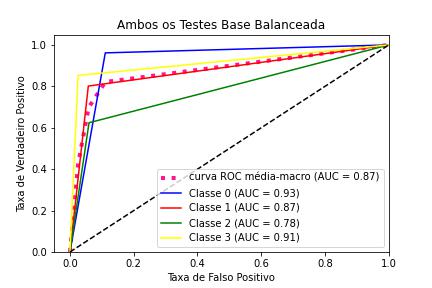 Ambos os Testes Base Balanceada
Taxa de Verdadeiro Positivo
1.0
0.8
0.6
0.4
0.2
0.0
curva ROC média-macro (AUC = 0.87)
Classe 0 (AUC = 0.93)
Classe 1 (AUC = 0.87)
Classe 2 (AUC = 0.78)
Classe 3 (AUC = 0.91)
0.0 0.2 0.4 0.6 0.8 1.0
Taxa de Falso Positivo